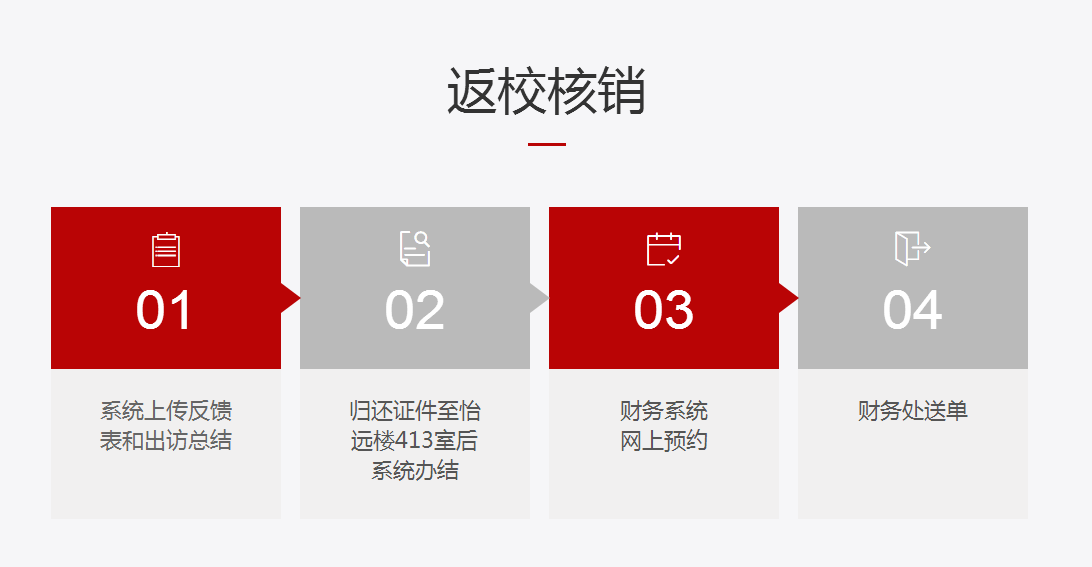 返校核销
01
系统上传反馈
表和出访总结
02
归还证件至怡
远楼413室后
系统办结
03
财务系统
网上预约
04
财务处送单